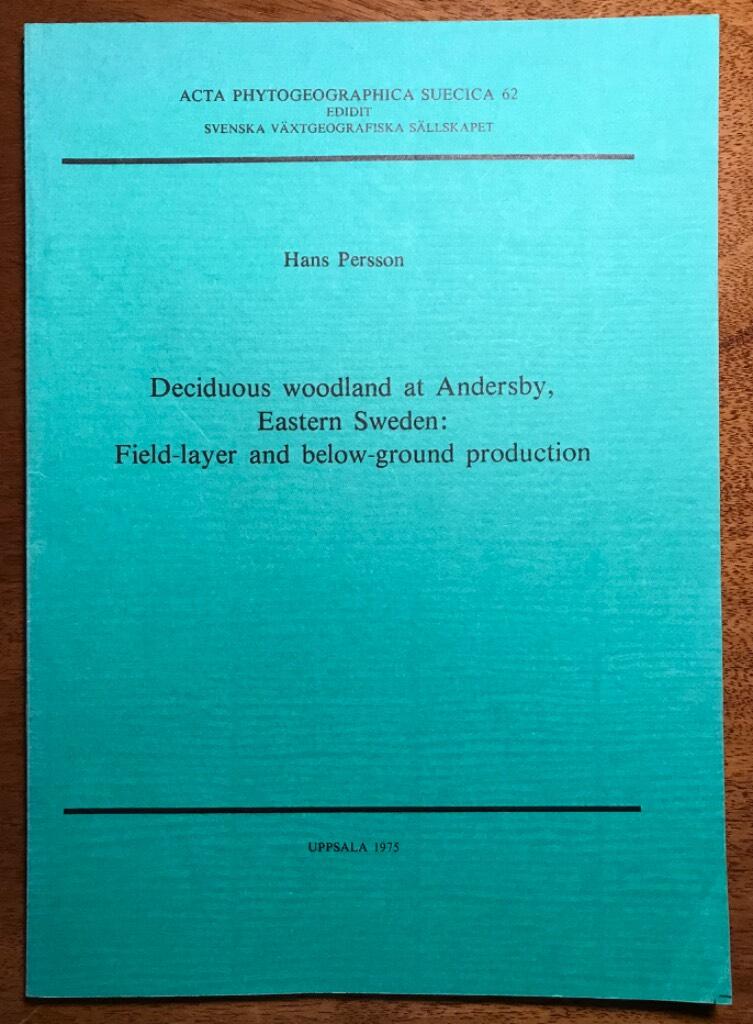 ACTA PHYTOGEOGRAPHICA SUECICA 62
EDIDIT
SVENSKA VÄXTGEOGRAFISKA SÄLLSKAPET
Hans Persson
Deciduous woodland at Andersby,
Eastern Sweden:
Field-layer and below-ground production
UPPSALA 1975